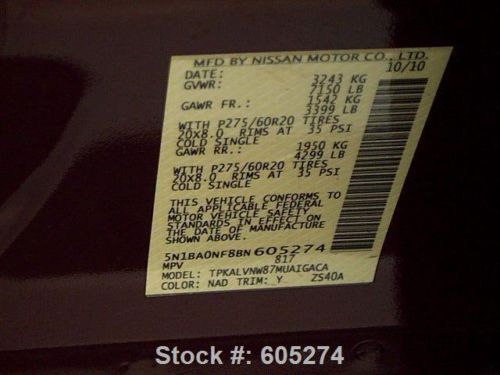 MFD BY NISSAN MOTOR CO., LTD.
DATE: 10/10
GVWR: 3243 KG
7150 LB
GAWR FR.: 1542 KG
3399 LB
WITH P275/60R20 TIRES
20x8.0 RIMS AT 35 PSI
COLD SINGLE
GAWR RR.: 1950 KG
4299 LB
WITH P275/60R20 TIRES
20x8.0 RIMS AT 35 PSI
COLD SINGLE
THIS VEHICLE CONFORMS TO
ALL APPLICABLE FEDERAL
MOTOR VEHICLE SAFETY
STANDARDS IN EFFECT ON
THE DATE OF MANUFACTURE
SHOWN ABOVE.
5N1BA0NF8BN605274
MPV 817
MODEL: TPKALVNW87MUAIGACA
COLOR: NAD TRIM: Y ZS40A
Stock #: 605274